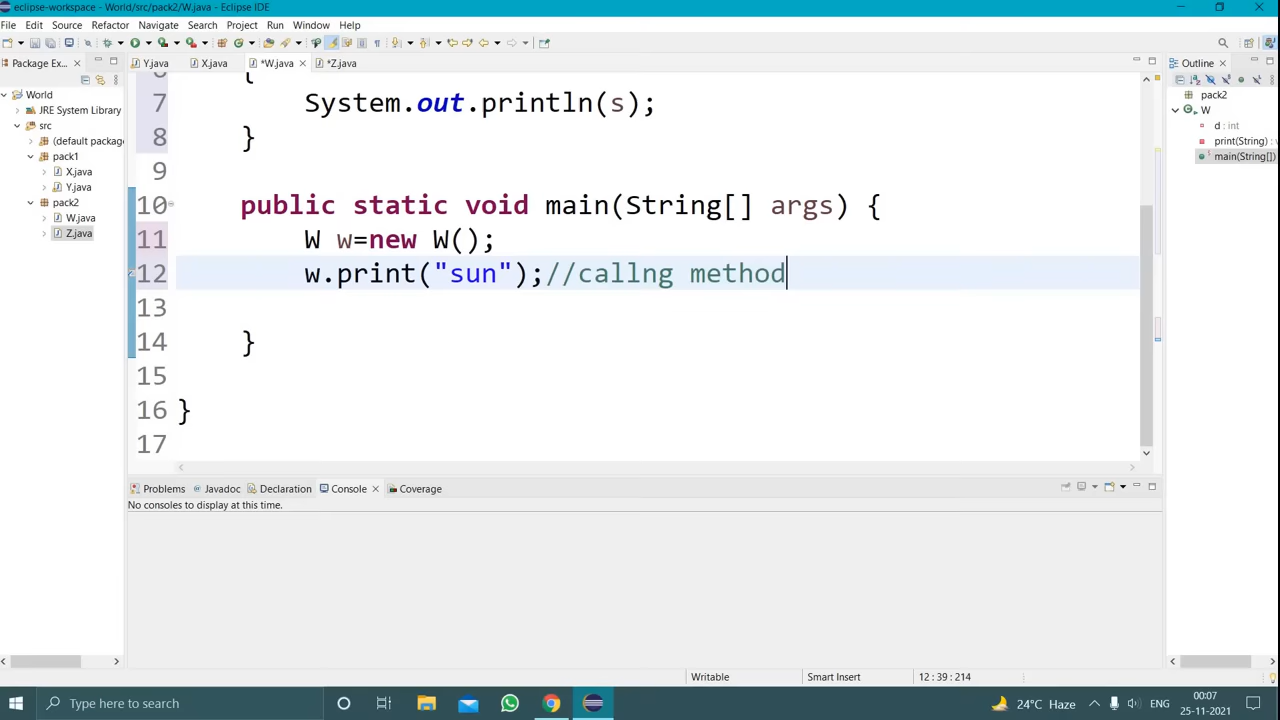 eclipse-workspace - World/src/pack2/W.java - Eclipse IDE
File Edit Source Refactor Navigate Search Project Run Window Help
Package Ex... Y.java X.java *W.java *Z.java Outline
World
JRE System Library
src
(default package
pack1
X.java
Y.java
pack2
W.java
Z.java
{
7 System.out.println(s);
8 }
9
10 public static void main(String[] args) {
11 W w=new W();
12 w.print("sun");//callng method
13
14 }
15
16 }
17
pack2
W
d : int
print(String) : v
main(String[])
Problems Javadoc Declaration Console Coverage
No consoles to display at this time.
Writable Smart Insert 12 : 39 : 214
Type here to search
24°C Haze ENG 00:07
25-11-2021